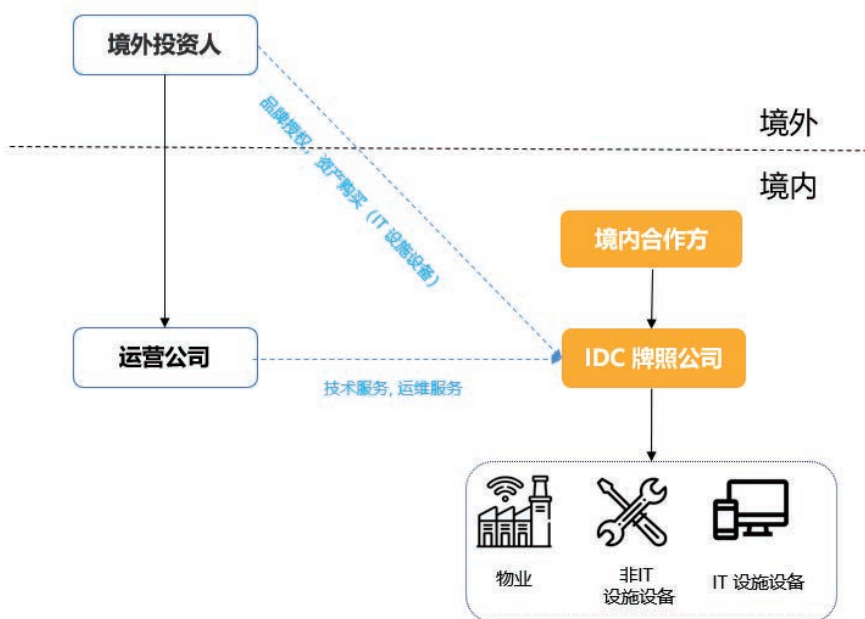 境外投资人
品牌授权，资产购买（IT 设施设备）
境外
境内
境内合作方
运营公司
IDC 牌照公司
技术服务, 运维服务
物业
非IT
设施设备
IT 设施设备